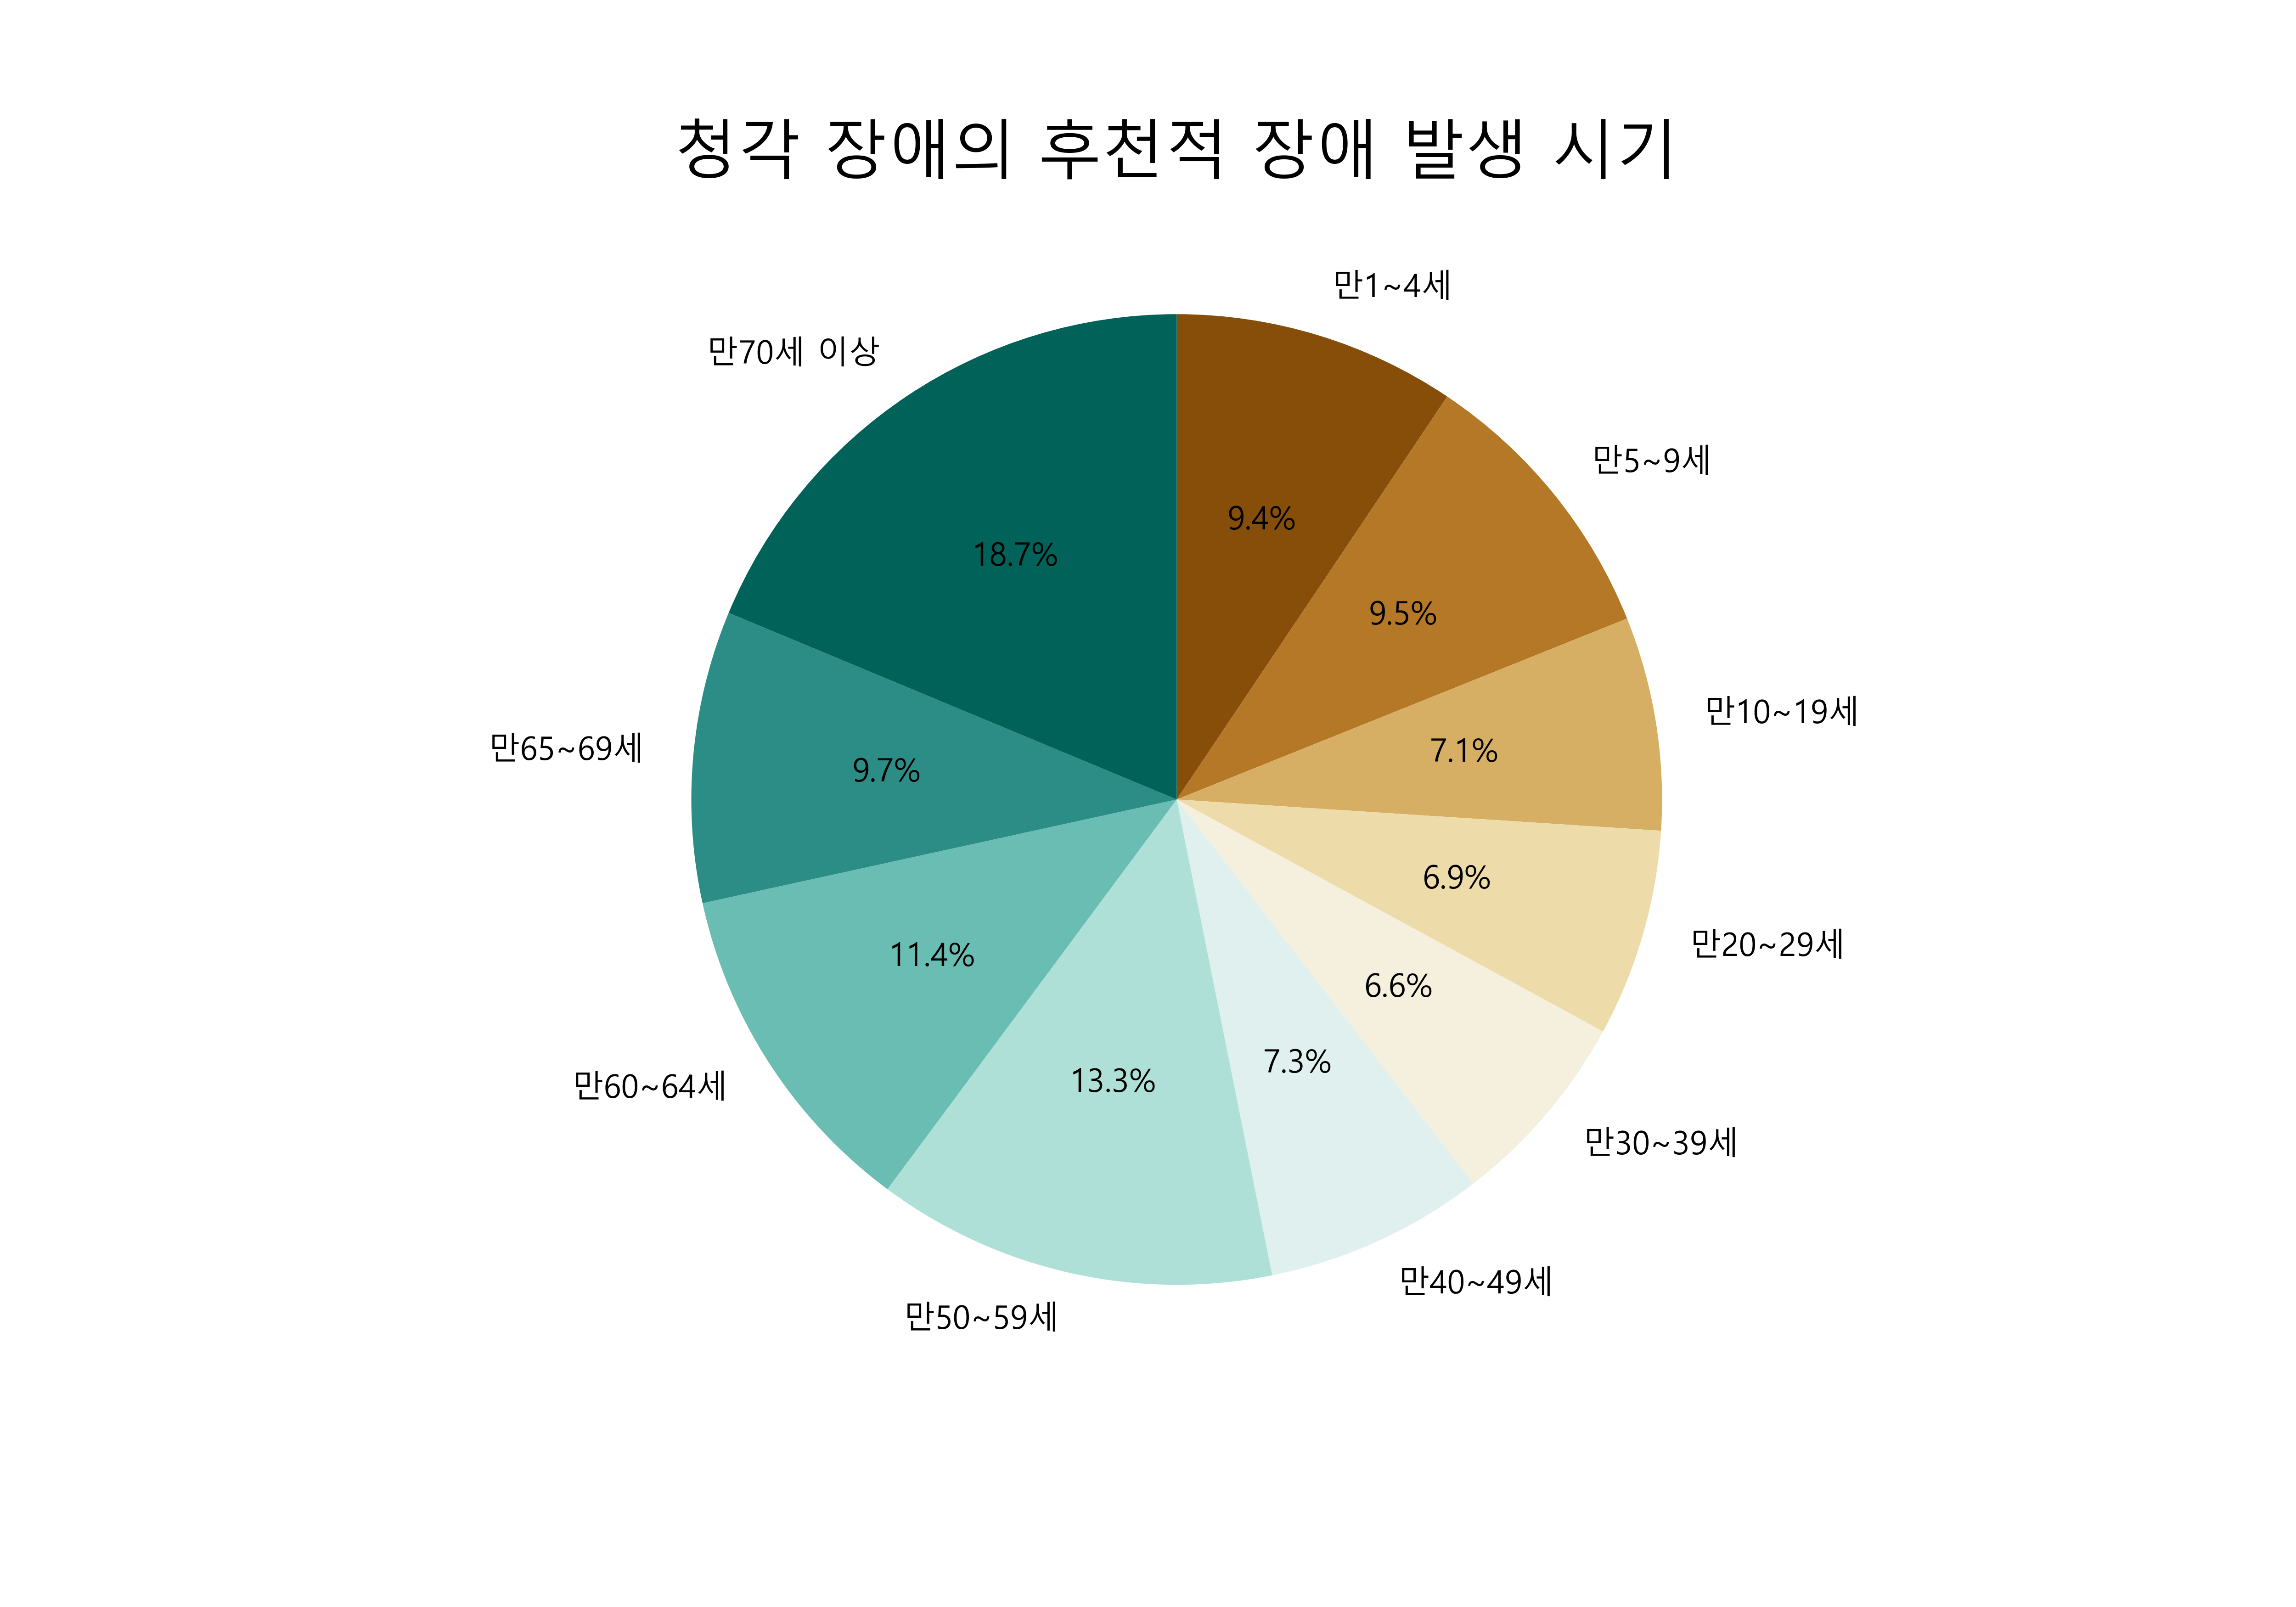 청각 장애의 후천적 장애 발생 시기
만1~4세
만70세 이상
만5~9세
9.4%
18.7%
9.5%
만10~19세
만65~69세
7.1%
9.7%
6.9%
만20~29세
11.4%
6.6%
7.3%
13.3%
만60~64세
만30~39세
만40~49세
만50~59세